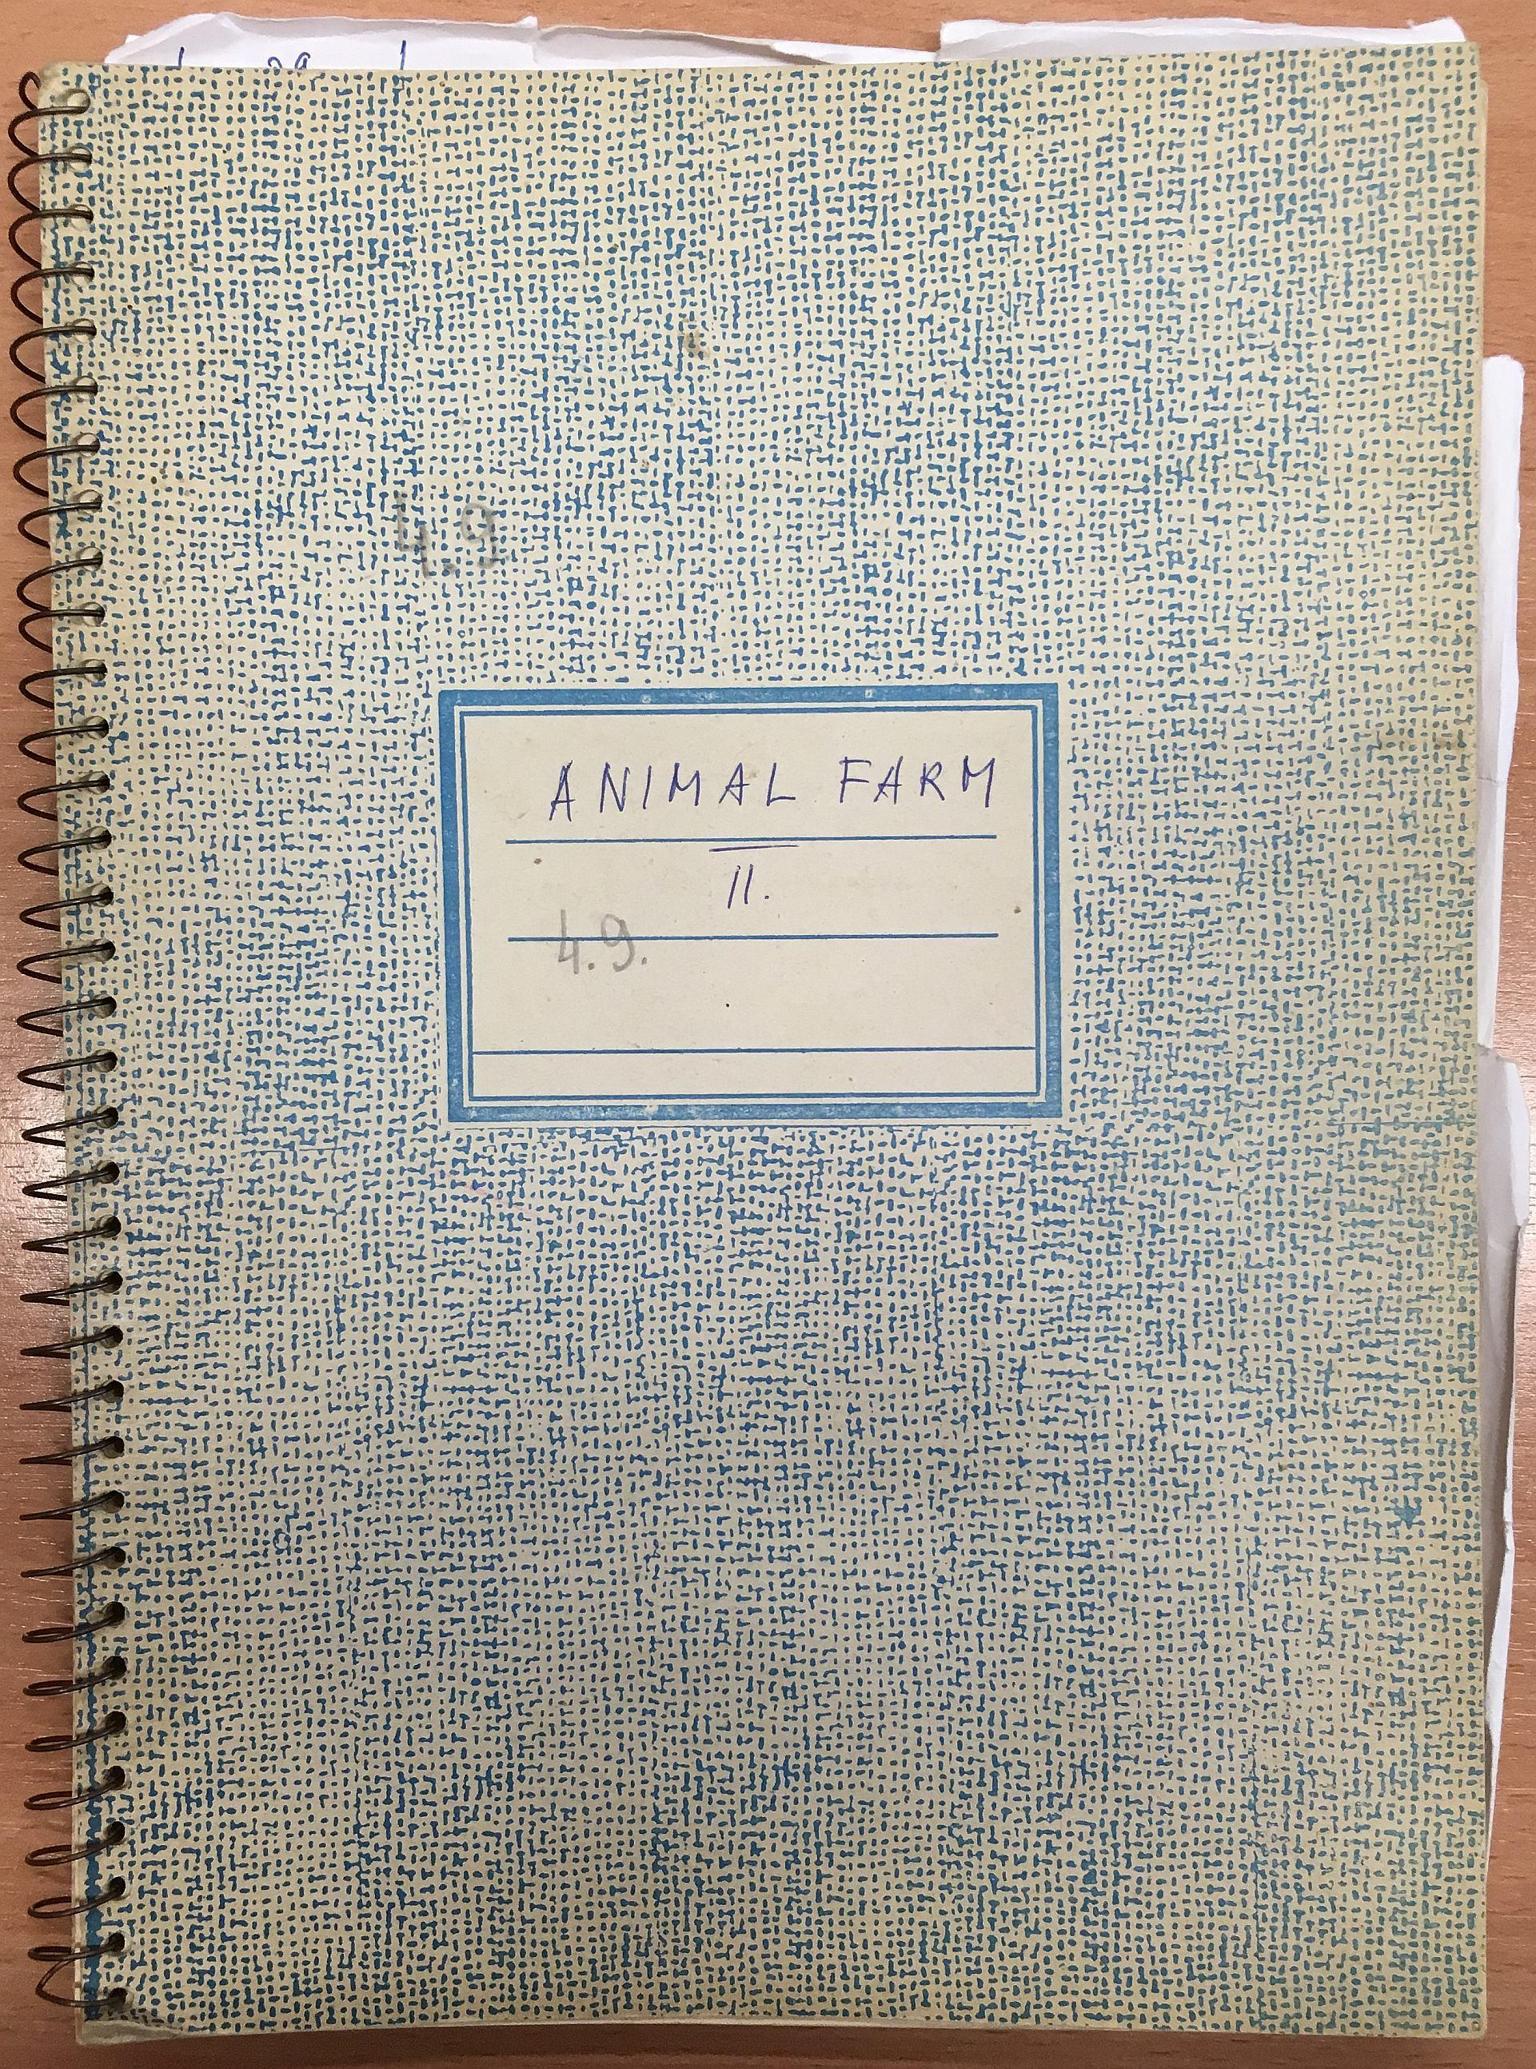 4.9
ANIMAL FARM
II.
4.9.